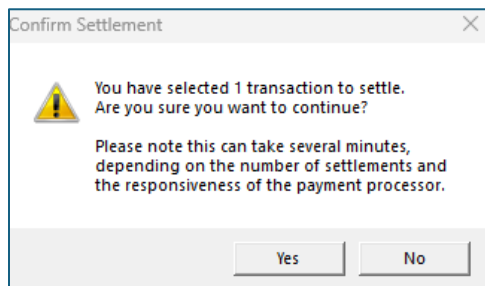 Confirm Settlement
You have selected 1 transaction to settle.
Are you sure you want to continue?
Please note this can take several minutes,
depending on the number of settlements and
the responsiveness of the payment processor.
Yes No